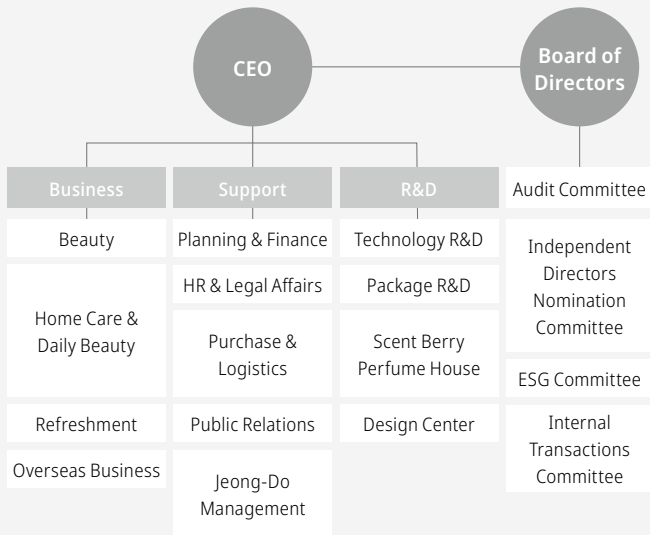 CEO
Board of
Directors
Business
Beauty
Home Care &
Daily Beauty
Refreshment
Overseas Business
Support
Planning & Finance
HR & Legal Affairs
Purchase &
Logistics
Public Relations
Jeong-Do
Management
R&D
Technology R&D
Package R&D
Scent Berry
Perfume House
Design Center
Audit Committee
Independent
Directors
Nomination
Committee
ESG Committee
Internal
Transactions
Committee